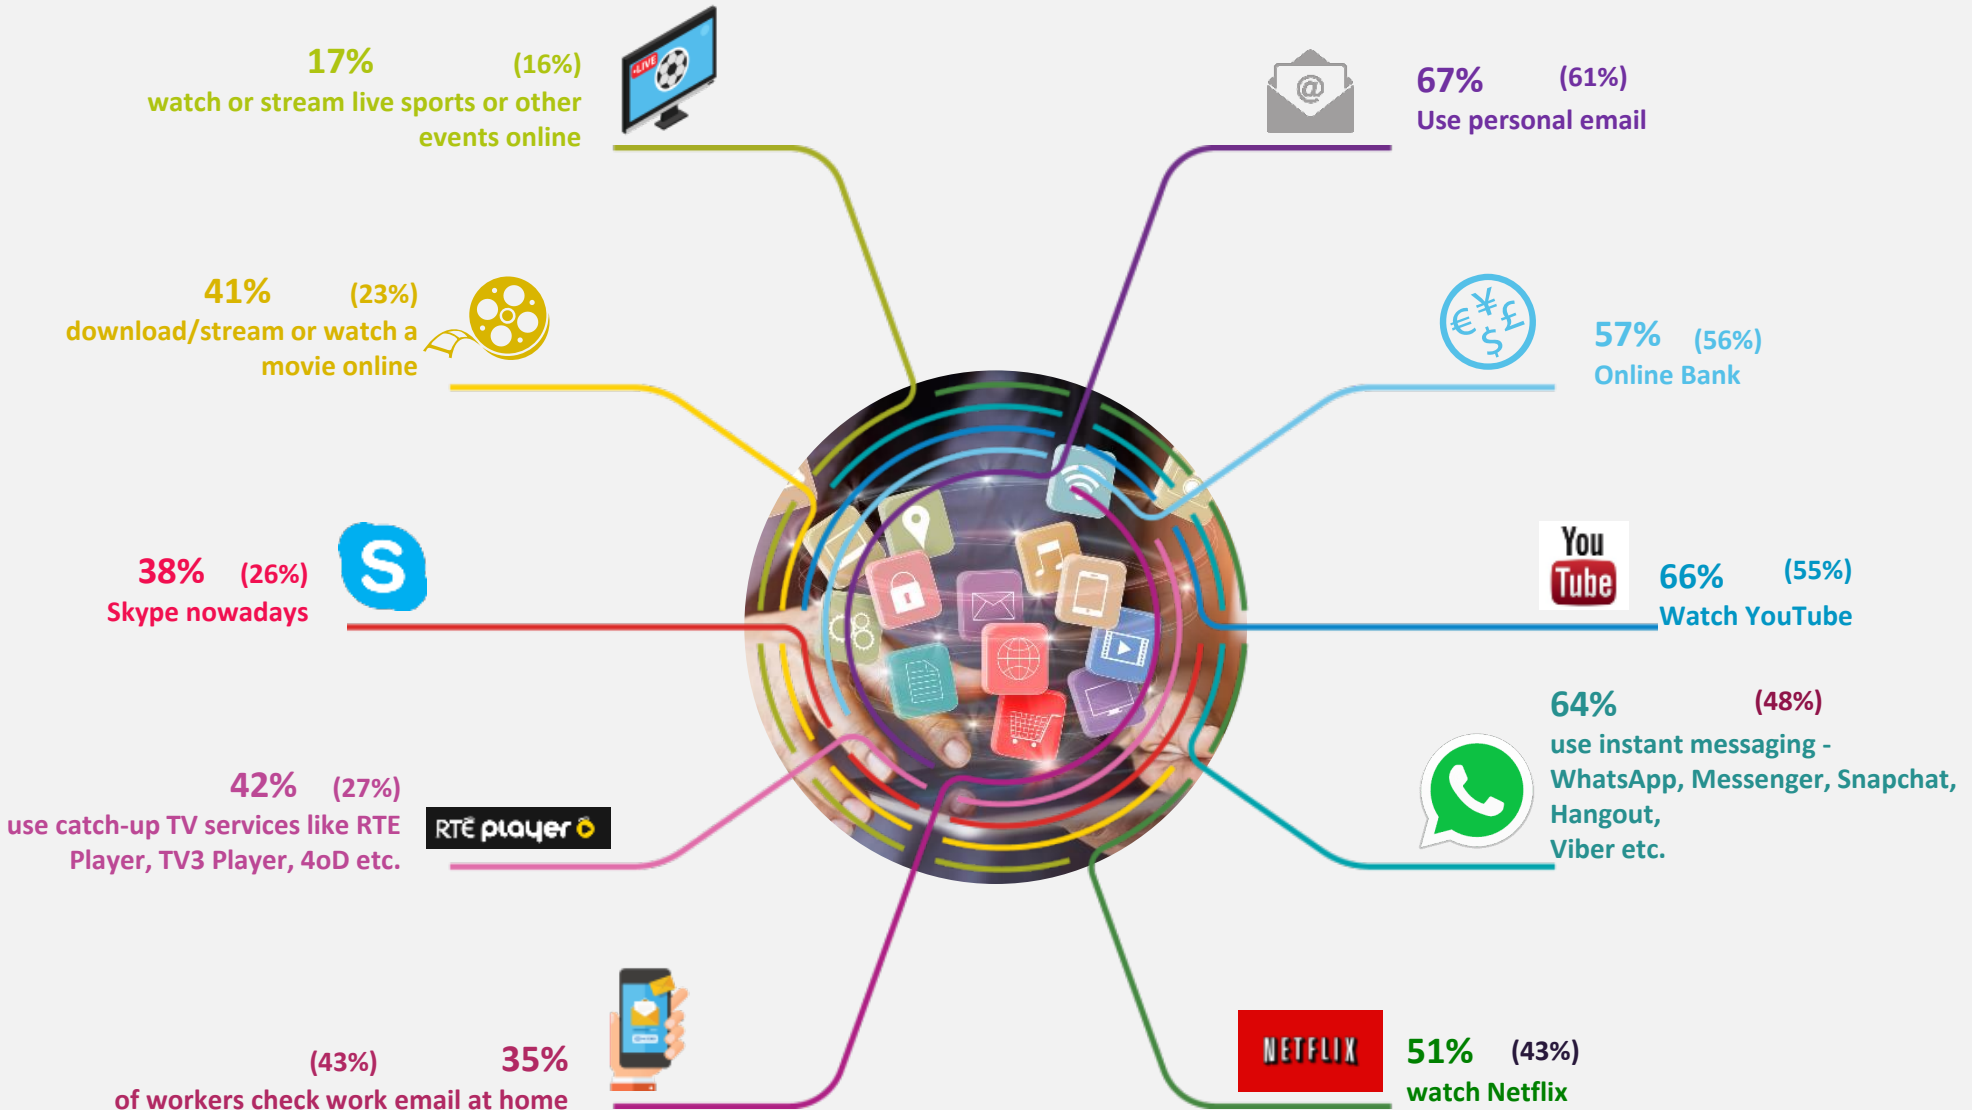 17% (16%)
watch or stream live sports or other
events online
LIVE
@
67% (61%)
Use personal email
41% (23%)
download/stream or watch a
movie online
€ ¥ £ $
57% (56%)
Online Bank
38% (26%)
Skype nowadays
S
You
Tube
66% (55%)
Watch YouTube
64% (48%)
use instant messaging -
WhatsApp, Messenger, Snapchat,
Hangout,
Viber etc.
42% (27%)
use catch-up TV services like RTE
Player, TV3 Player, 4oD etc.
RTÉ player
(43%) 35%
of workers check work email at home
NETFLIX
51% (43%)
watch Netflix